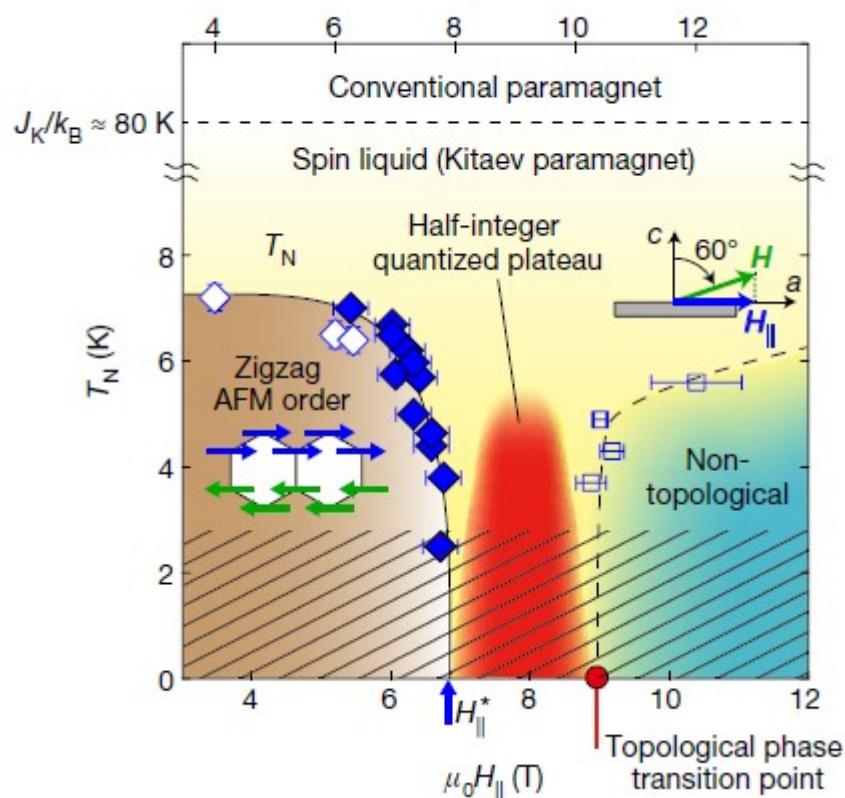 4 6 8 10 12
Conventional paramagnet
J_K/k_B ≈ 80 K
Spin liquid (Kitaev paramagnet)
Half-integer
quantized plateau
T_N
c 60° H
a
H_∥
8
6
4
2
0
T_N (K)
Zigzag
AFM order
Non-
topological
4 6 8 10 12
H*_∥
μ₀H_∥ (T)
Topological phase
transition point